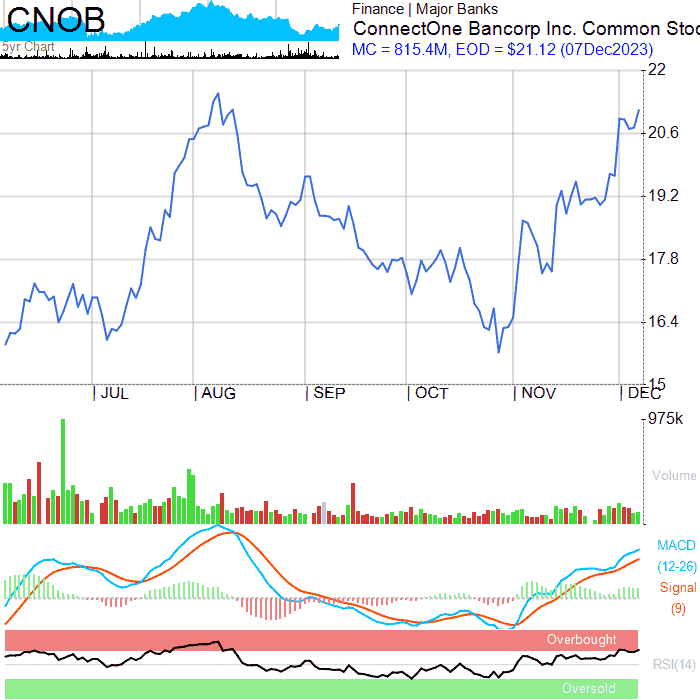 CNOB
5yr Chart
Finance | Major Banks
ConnectOne Bancorp Inc. Common Stoc
MC = 815.4M, EOD = $21.12 (07Dec2023)
22
20.6
19.2
17.8
16.4
15
JUL AUG SEP OCT NOV DEC
975k
Volume
MACD
(12-26)
Signal
(9)
Overbought
RSI(14)
Oversold